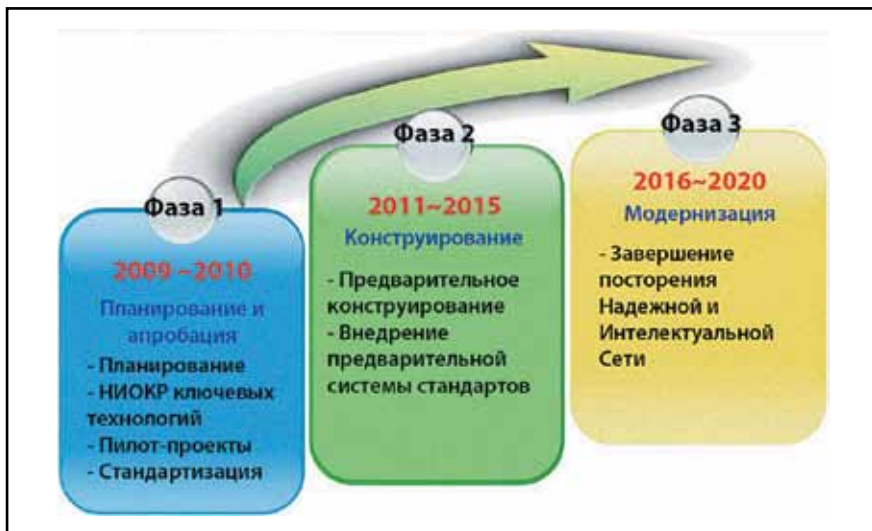 Фаза 1
2009 ~2010
Планирование и
апробация
- Планирование
- НИОКР ключевых
технологий
- Пилот-проекты
- Стандартизация
Фаза 2
2011~2015
Конструирование
- Предварительное
конструирование
- Внедрение
предварительной
системы стандартов
Фаза 3
2016~2020
Модернизация
- Завершение
посторения
Надежной и
Интелектуальной
Сети